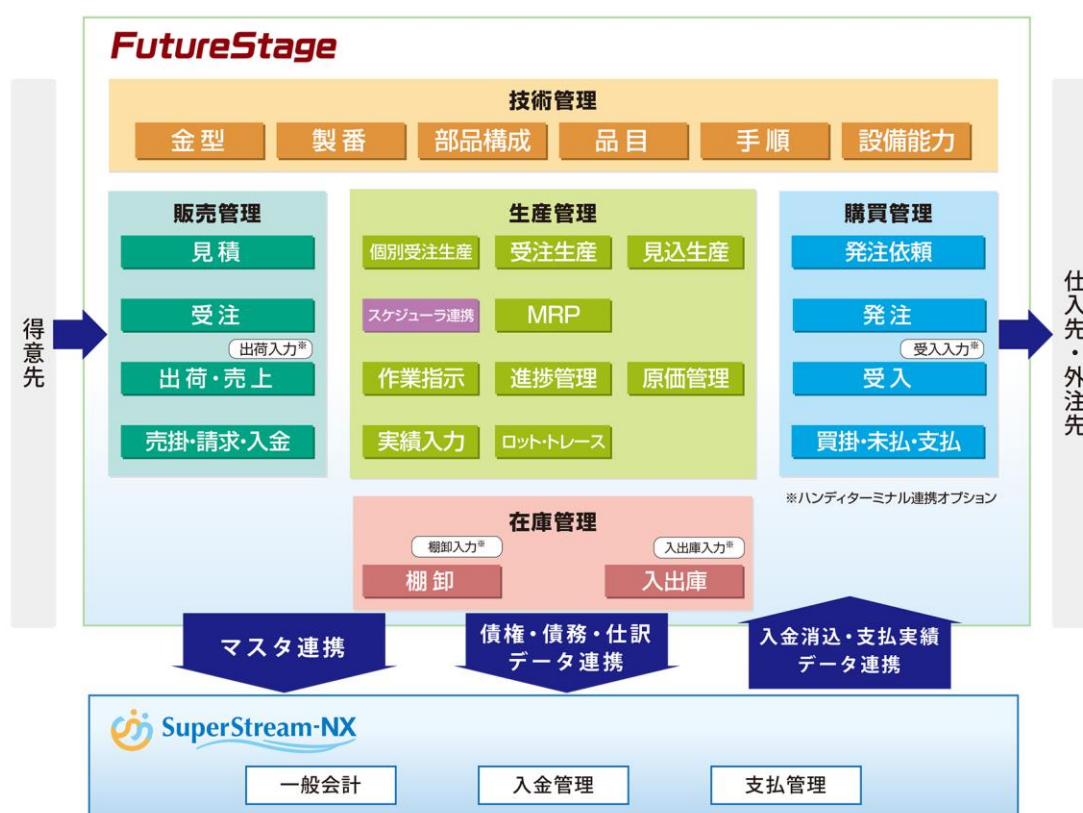 FutureStage
技術管理
金型
製番
部品構成
品目
手順
設備能力
得意先
販売管理
見積
受注
出荷入力※
出荷・売上
売掛・請求・入金
生産管理
個別受注生産
受注生産
見込生産
スケジューラ連携
MRP
作業指示
進捗管理
原価管理
実績入力
ロット・トレース
購買管理
発注依頼
発注
受入入力※
受入
買掛・未払・支払
※ハンディターミナル連携オプション
仕入先・外注先
在庫管理
棚卸入力※
棚卸
入出庫入力※
入出庫
マスタ連携
債権・債務・仕訳
データ連携
入金消込・支払実績
データ連携
SuperStream-NX
一般会計
入金管理
支払管理